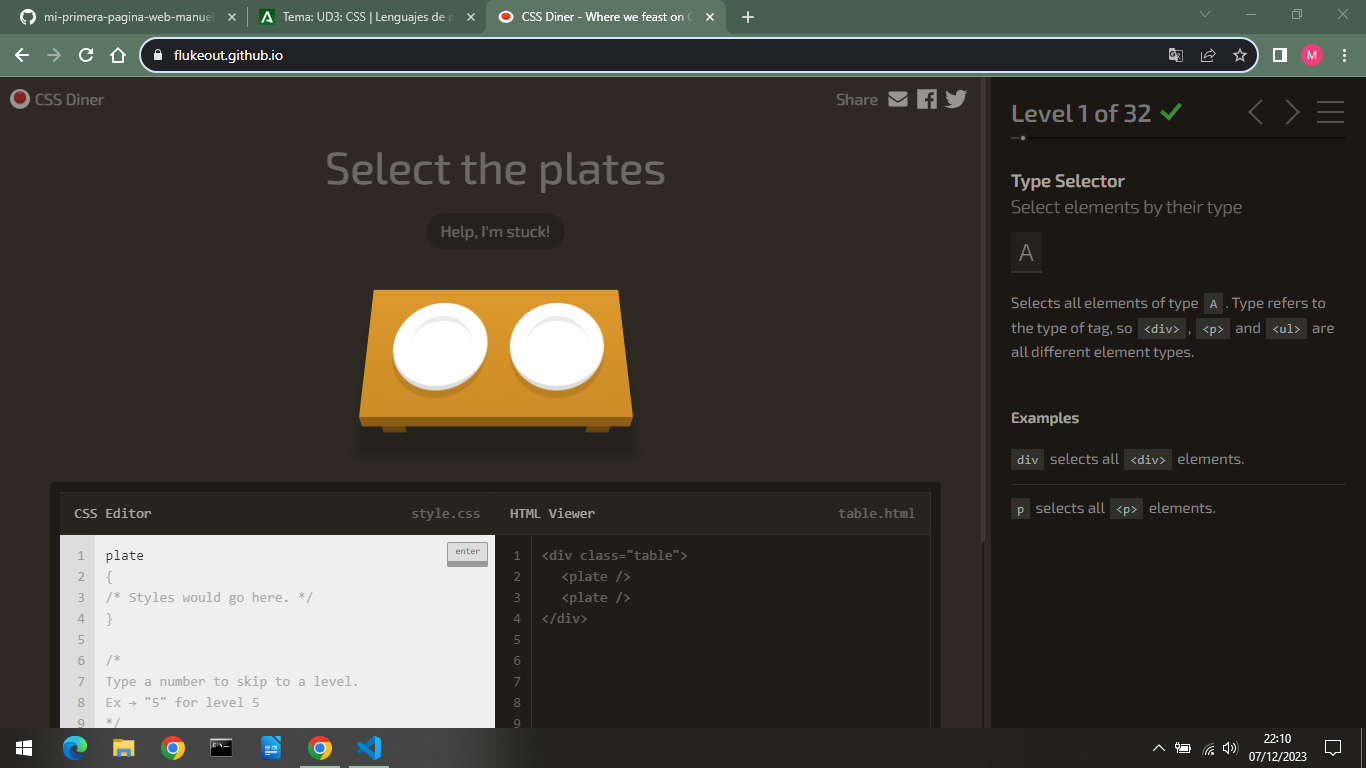 mi-primera-pagina-web-manuel
Tema: UD3: CSS | Lenguajes de m
CSS Diner - Where we feast on C
flukeout.github.io
M
CSS Diner
Share
Select the plates
Help, I'm stuck!
CSS Editor
style.css
HTML Viewer
table.html
enter
1 plate
2 {
3 /* Styles would go here. */
4 }
5
6 /*
7 Type a number to skip to a level.
8 Ex → "5" for level 5
9 */
1 <div class="table">
2 <plate />
3 <plate />
4 </div>
5
6
7
8
9
Level 1 of 32
Type Selector
Select elements by their type
A
Selects all elements of type A . Type refers to
the type of tag, so <div> , <p> and <ul> are
all different element types.
Examples
div selects all <div> elements.
p selects all <p> elements.
22:10
07/12/2023